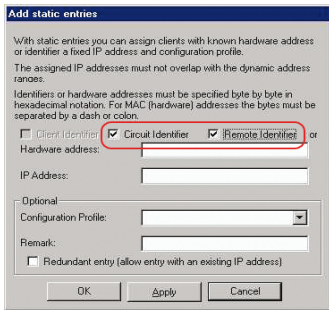 Add static entries
With static entries you can assign clients with known hardware address
or identifier a fixed IP address and configuration profile.
The assigned IP addresses must not overlap with the dynamic address
ranges.
Identifiers or hardware addresses must be specified byte by byte in
hexadecimal notation. For MAC (hardware) addresses the bytes must be
separated by a dash or colon.
Client Identifier Circuit Identifier Remote Identifier or
Hardware address:
IP Address:
Optional
Configuration Profile:
Remark:
Redundant entry (allow entry with an existing IP address)
OK Apply Cancel